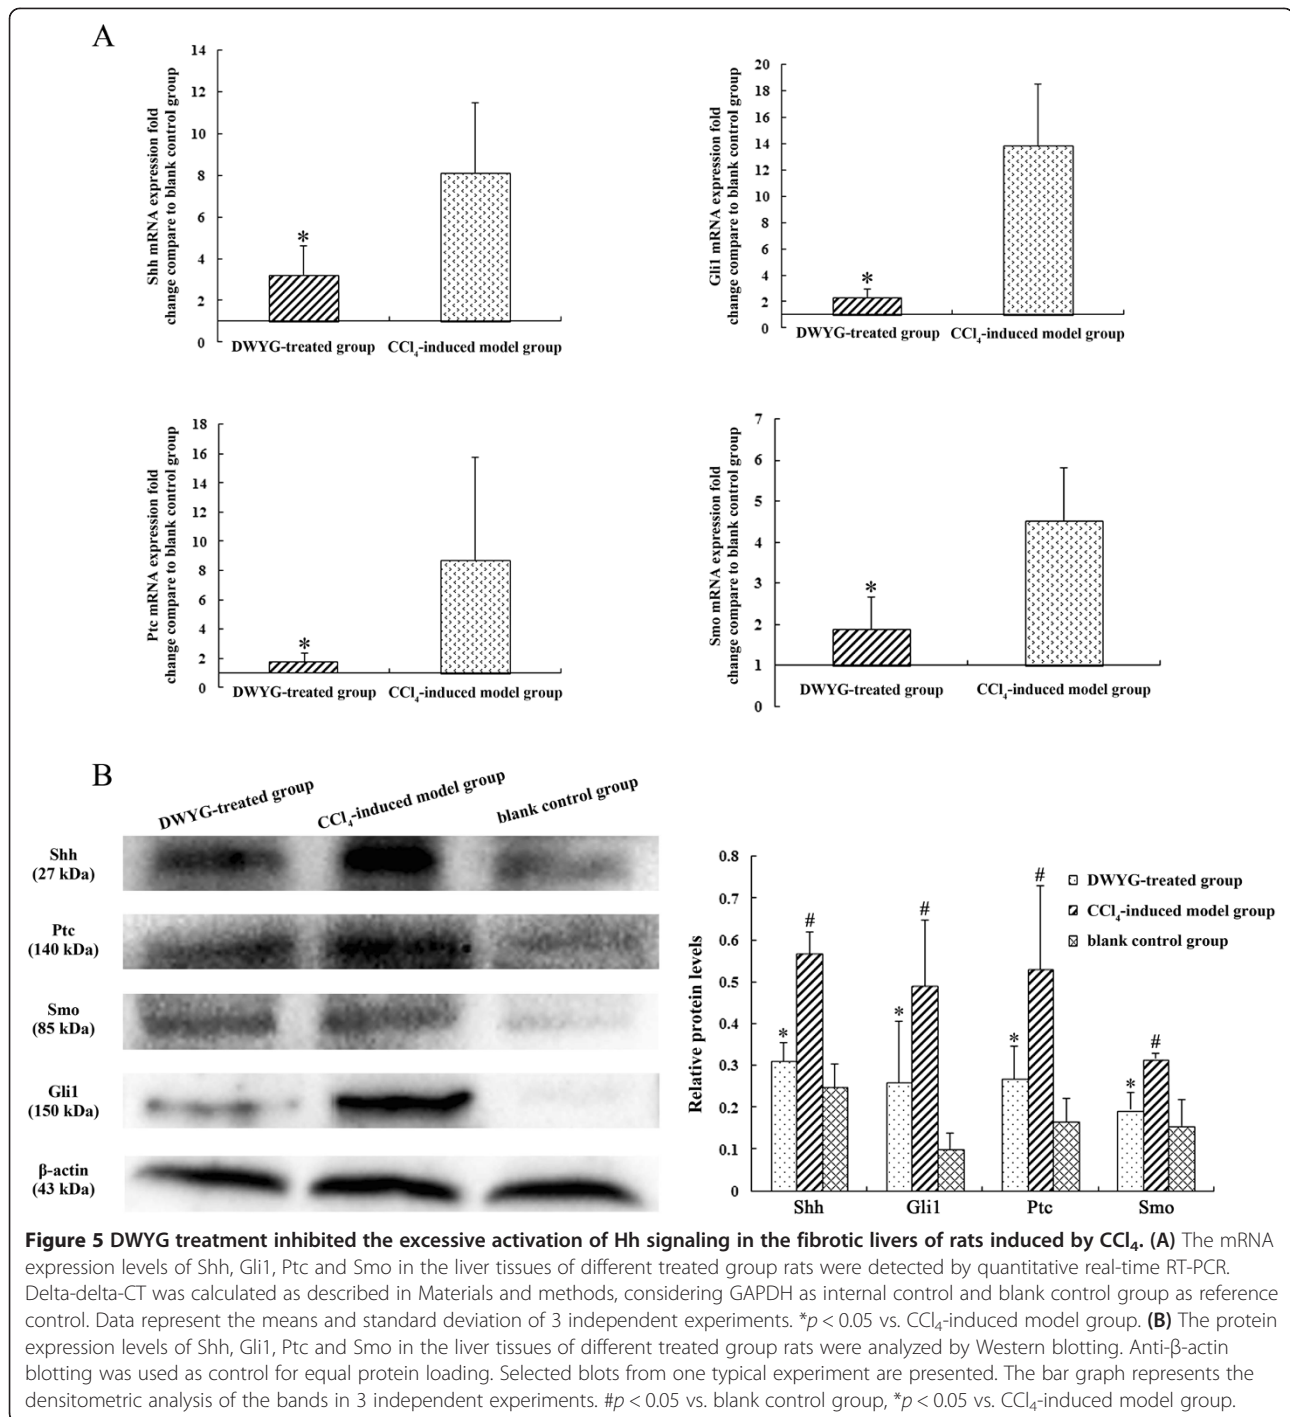 A
Shh mRNA expression fold
change compare to blank control group
14
12
10
8
6
4
2
0
*
DWYG-treated group
CCl₄-induced model group
Gli1 mRNA expression fold
change compare to blank control group
20
18
16
14
12
10
8
6
4
2
0
*
DWYG-treated group
CCl₄-induced model group
Ptc mRNA expression fold
change compare to blank control group
18
16
14
12
10
8
6
4
2
0
*
DWYG-treated group
CCl₄-induced model group
Smo mRNA expression fold
change compare to blank control group
7
6
5
4
3
2
1
0
*
DWYG-treated group
CCl₄-induced model group
B
DWYG-treated group
CCl₄-induced model group
blank control group
Shh
(27 kDa)
Ptc
(140 kDa)
Smo
(85 kDa)
Gli1
(150 kDa)
β-actin
(43 kDa)
Relative protein levels
0.8
0.7
0.6
0.5
0.4
0.3
0.2
0.1
0
* #
* #
* #
* #
DWYG-treated group
CCl₄-induced model group
blank control group
Shh
Gli1
Ptc
Smo
Figure 5 DWYG treatment inhibited the excessive activation of Hh signaling in the fibrotic livers of rats induced by CCl₄. (A) The mRNA
expression levels of Shh, Gli1, Ptc and Smo in the liver tissues of different treated group rats were detected by quantitative real-time RT-PCR.
Delta-delta-CT was calculated as described in Materials and methods, considering GAPDH as internal control and blank control group as reference
control. Data represent the means and standard deviation of 3 independent experiments. *p < 0.05 vs. CCl₄-induced model group. (B) The protein
expression levels of Shh, Gli1, Ptc and Smo in the liver tissues of different treated group rats were analyzed by Western blotting. Anti-β-actin
blotting was used as control for equal protein loading. Selected blots from one typical experiment are presented. The bar graph represents the
densitometric analysis of the bands in 3 independent experiments. #p < 0.05 vs. blank control group, *p < 0.05 vs. CCl₄-induced model group.